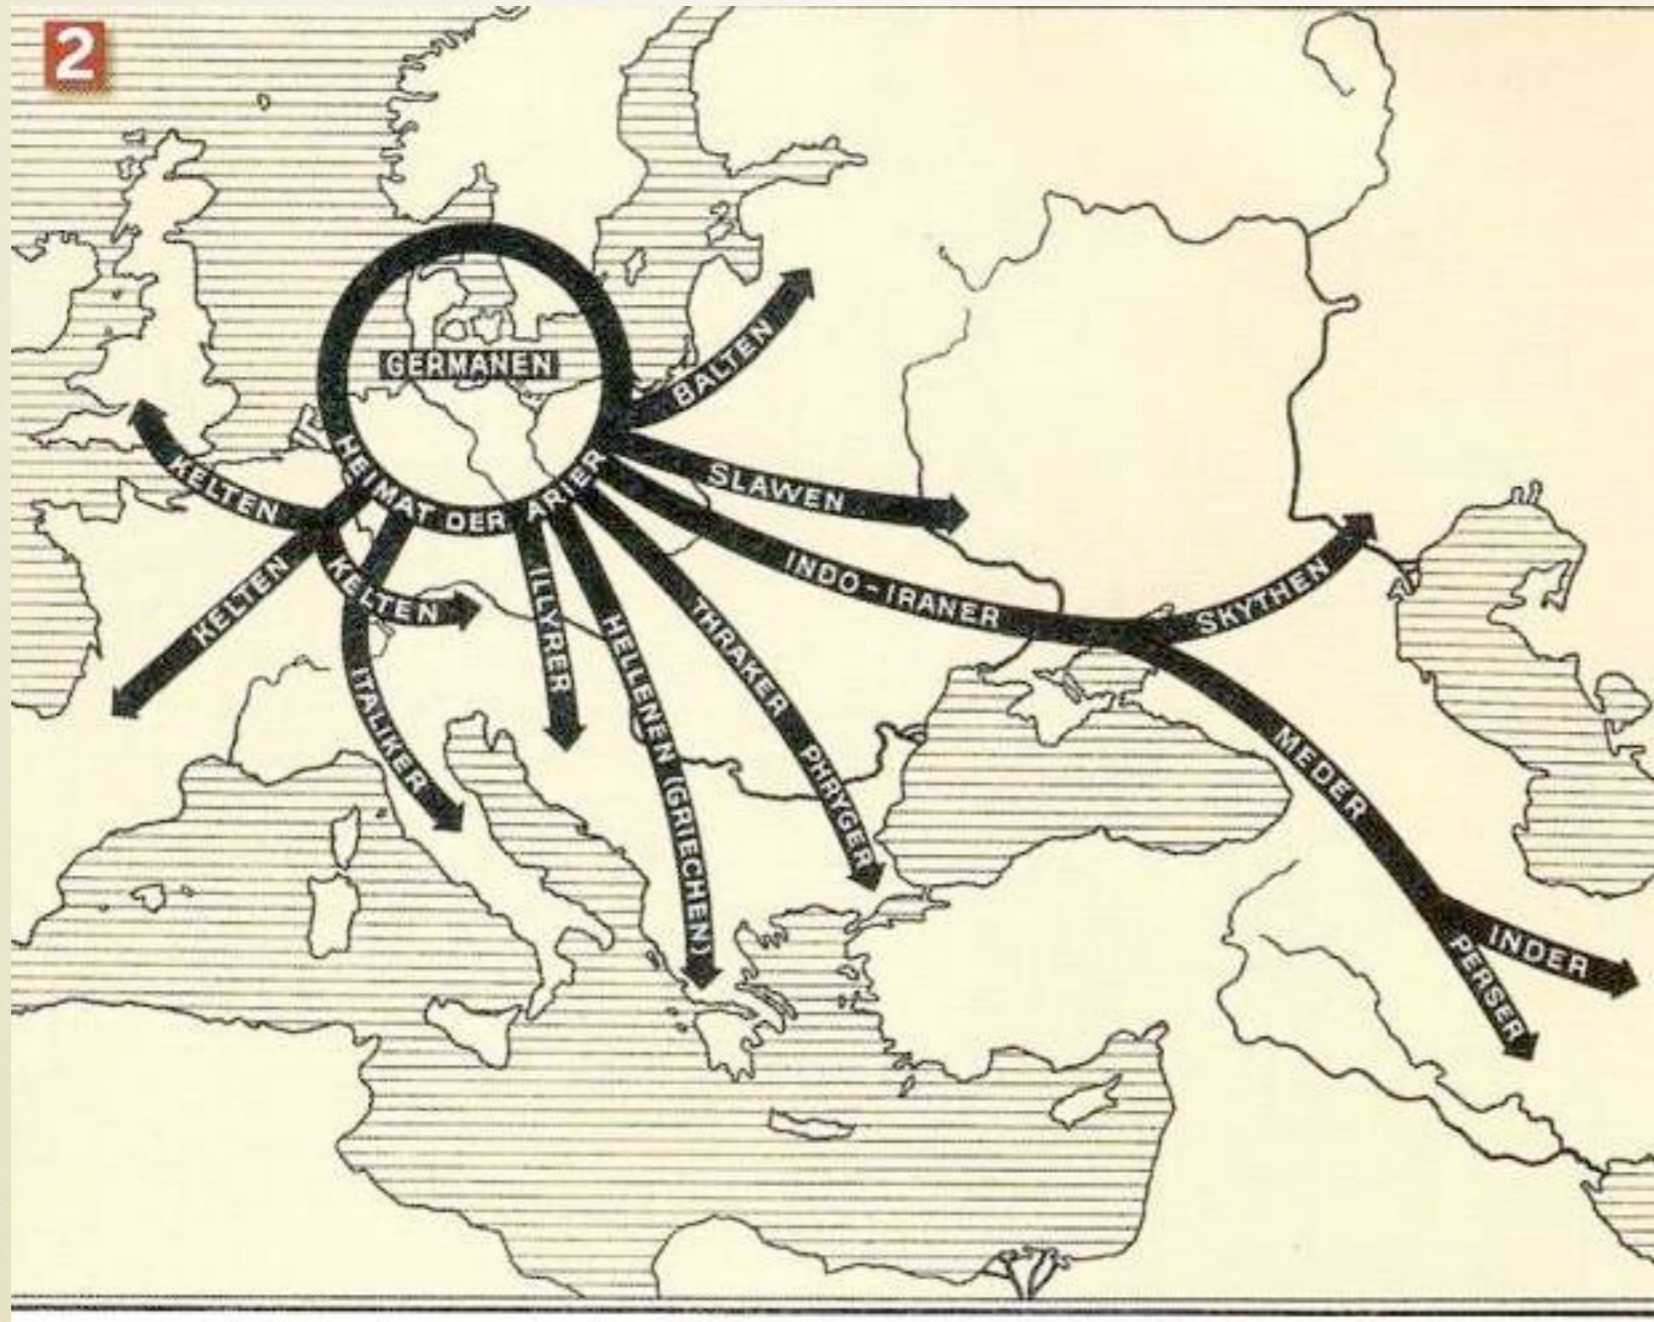 2
GERMANEN
HEIMAT DER ARIER
BALTEN
SLAWEN
KELTEN
KELTEN
KELTEN
INDO-IRANER
SKYTHEN
ILLYRER
HELLENEN (GRIECHEN)
THRAKER PHRYGER
ITALIKER
MEDER
INDER
PERSER